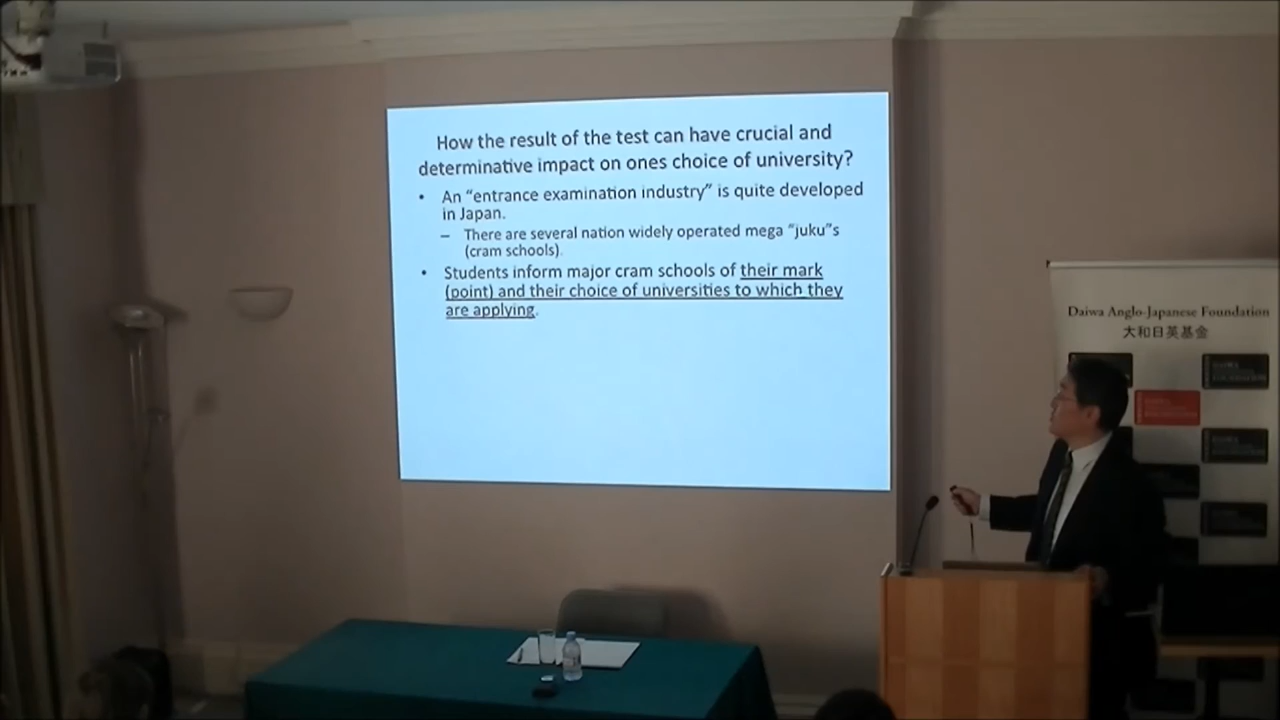 How the result of the test can have crucial and
determinative impact on ones choice of university?
• An “entrance examination industry” is quite developed
in Japan.
– There are several nation widely operated mega “juku”s
(cram schools).
• Students inform major cram schools of their mark
(point) and their choice of universities to which they
are applying.
Daiwa Anglo-Japanese Foundation
大和日英基金